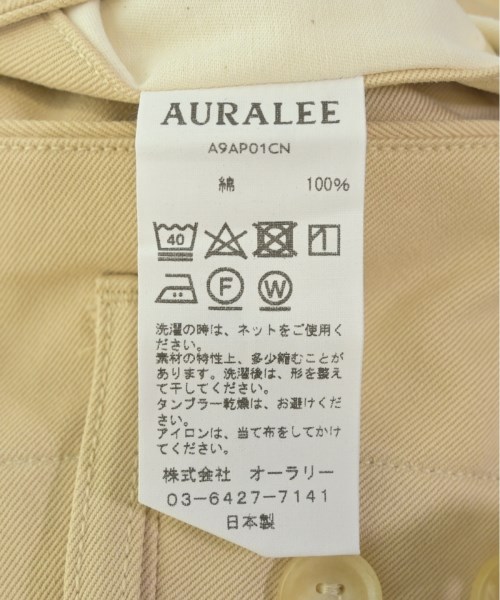 AURALEE
A9AP01CN
綿 100%
40
F W
洗濯の時は、ネットをご使用く
ださい。
素材の特性上、多少縮むことが
あります。洗濯後は、形を整え
て干してください。
タンブラー乾燥は、お避けくだ
さい。
アイロンは、当て布をしてかけ
てください。
株式会社 オーラリー
03-6427-7141
日本製